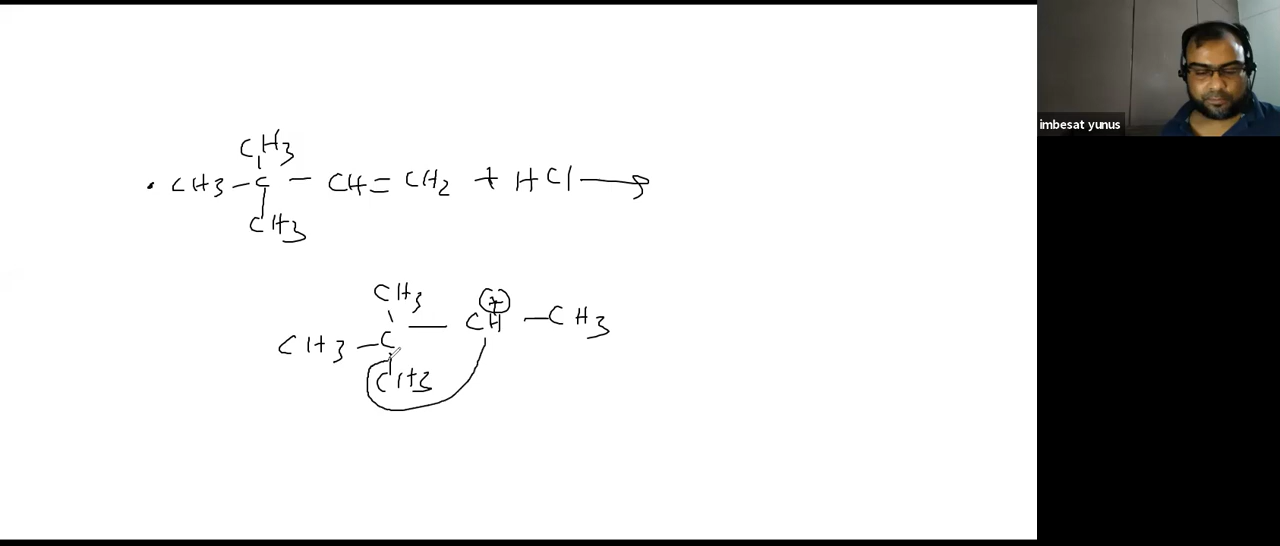 CH3
CH3-C-CH=CH2 + HCl→
CH3
imbesat yunus
CH3 +
CH3-C-CH-CH3
CH3